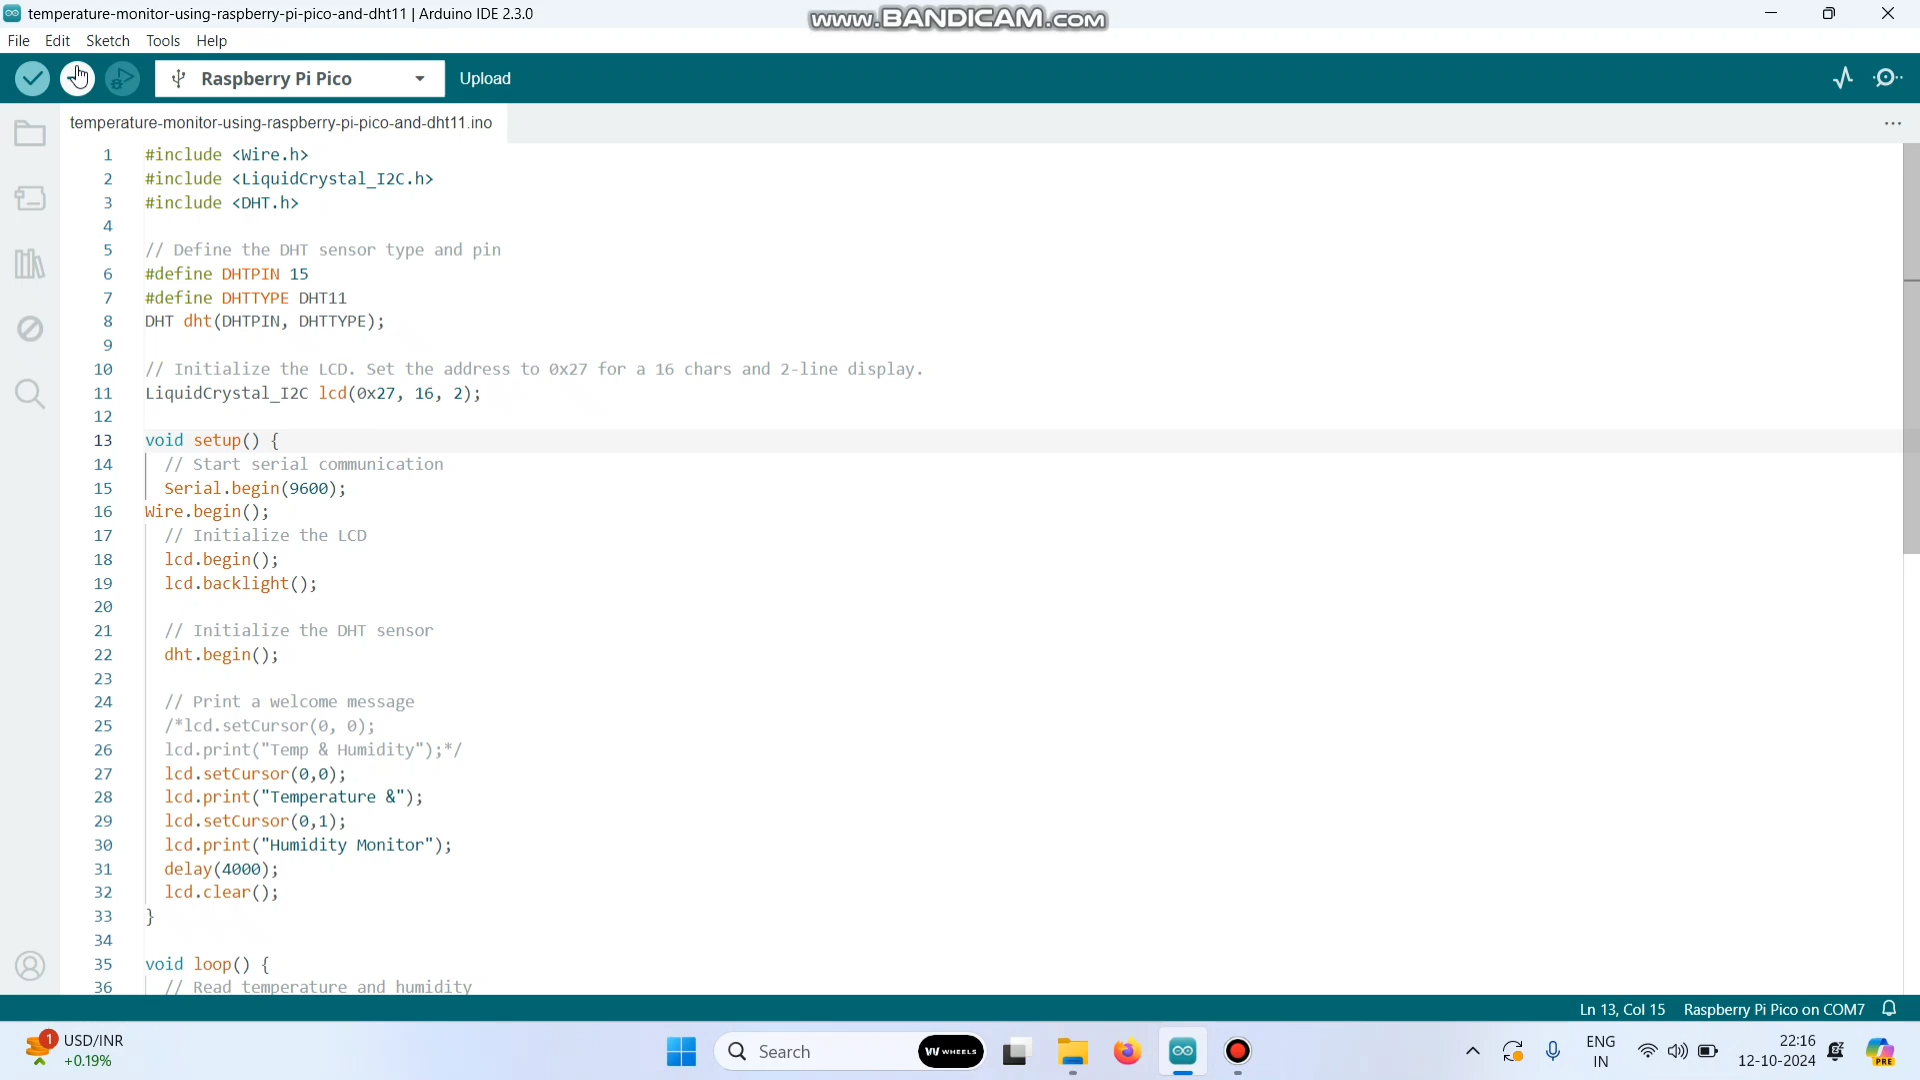 temperature-monitor-using-raspberry-pi-pico-and-dht11 | Arduino IDE 2.3.0
www.BANDICAM.com
File Edit Sketch Tools Help
Raspberry Pi Pico
Upload
temperature-monitor-using-raspberry-pi-pico-and-dht11.ino
1 #include <Wire.h>
2 #include <LiquidCrystal_I2C.h>
3 #include <DHT.h>
4
5 // Define the DHT sensor type and pin
6 #define DHTPIN 15
7 #define DHTTYPE DHT11
8 DHT dht(DHTPIN, DHTTYPE);
9
10 // Initialize the LCD. Set the address to 0x27 for a 16 chars and 2-line display.
11 LiquidCrystal_I2C lcd(0x27, 16, 2);
12
13 void setup() {
14 // Start serial communication
15 Serial.begin(9600);
16 Wire.begin();
17 // Initialize the LCD
18 lcd.begin();
19 lcd.backlight();
20
21 // Initialize the DHT sensor
22 dht.begin();
23
24 // Print a welcome message
25 /*lcd.setCursor(0, 0);
26 lcd.print("Temp & Humidity");*/
27 lcd.setCursor(0,0);
28 lcd.print("Temperature &");
29 lcd.setCursor(0,1);
30 lcd.print("Humidity Monitor");
31 delay(4000);
32 lcd.clear();
33 }
34
35 void loop() {
36 // Read temperature and humidity
Ln 13, Col 15 Raspberry Pi Pico on COM7
1
USD/INR
+0.19%
Search
WHEELS
ENG
IN
22:16
12-10-2024
PRE